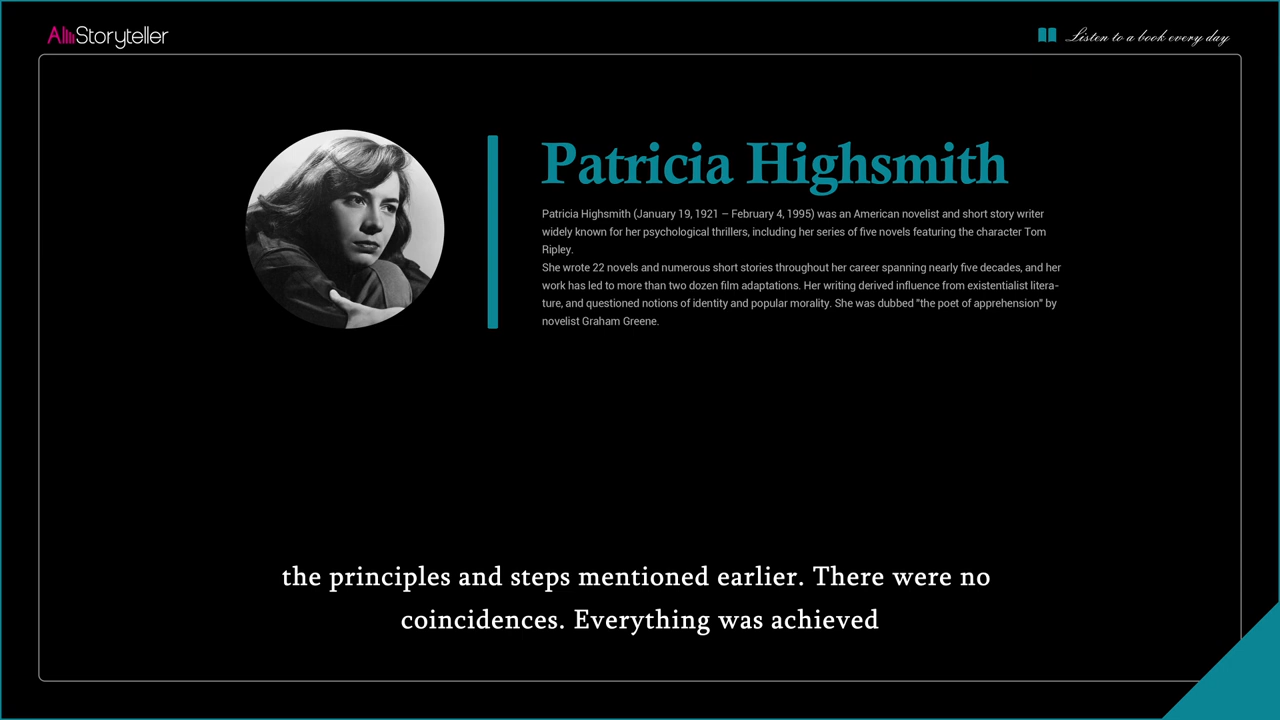 AllStoryteller
Listen to a book every day
Patricia Highsmith
Patricia Highsmith (January 19, 1921 – February 4, 1995) was an American novelist and short story writer
widely known for her psychological thrillers, including her series of five novels featuring the character Tom
Ripley.
She wrote 22 novels and numerous short stories throughout her career spanning nearly five decades, and her
work has led to more than two dozen film adaptations. Her writing derived influence from existentialist litera-
ture, and questioned notions of identity and popular morality. She was dubbed "the poet of apprehension" by
novelist Graham Greene.
the principles and steps mentioned earlier. There were no
coincidences. Everything was achieved